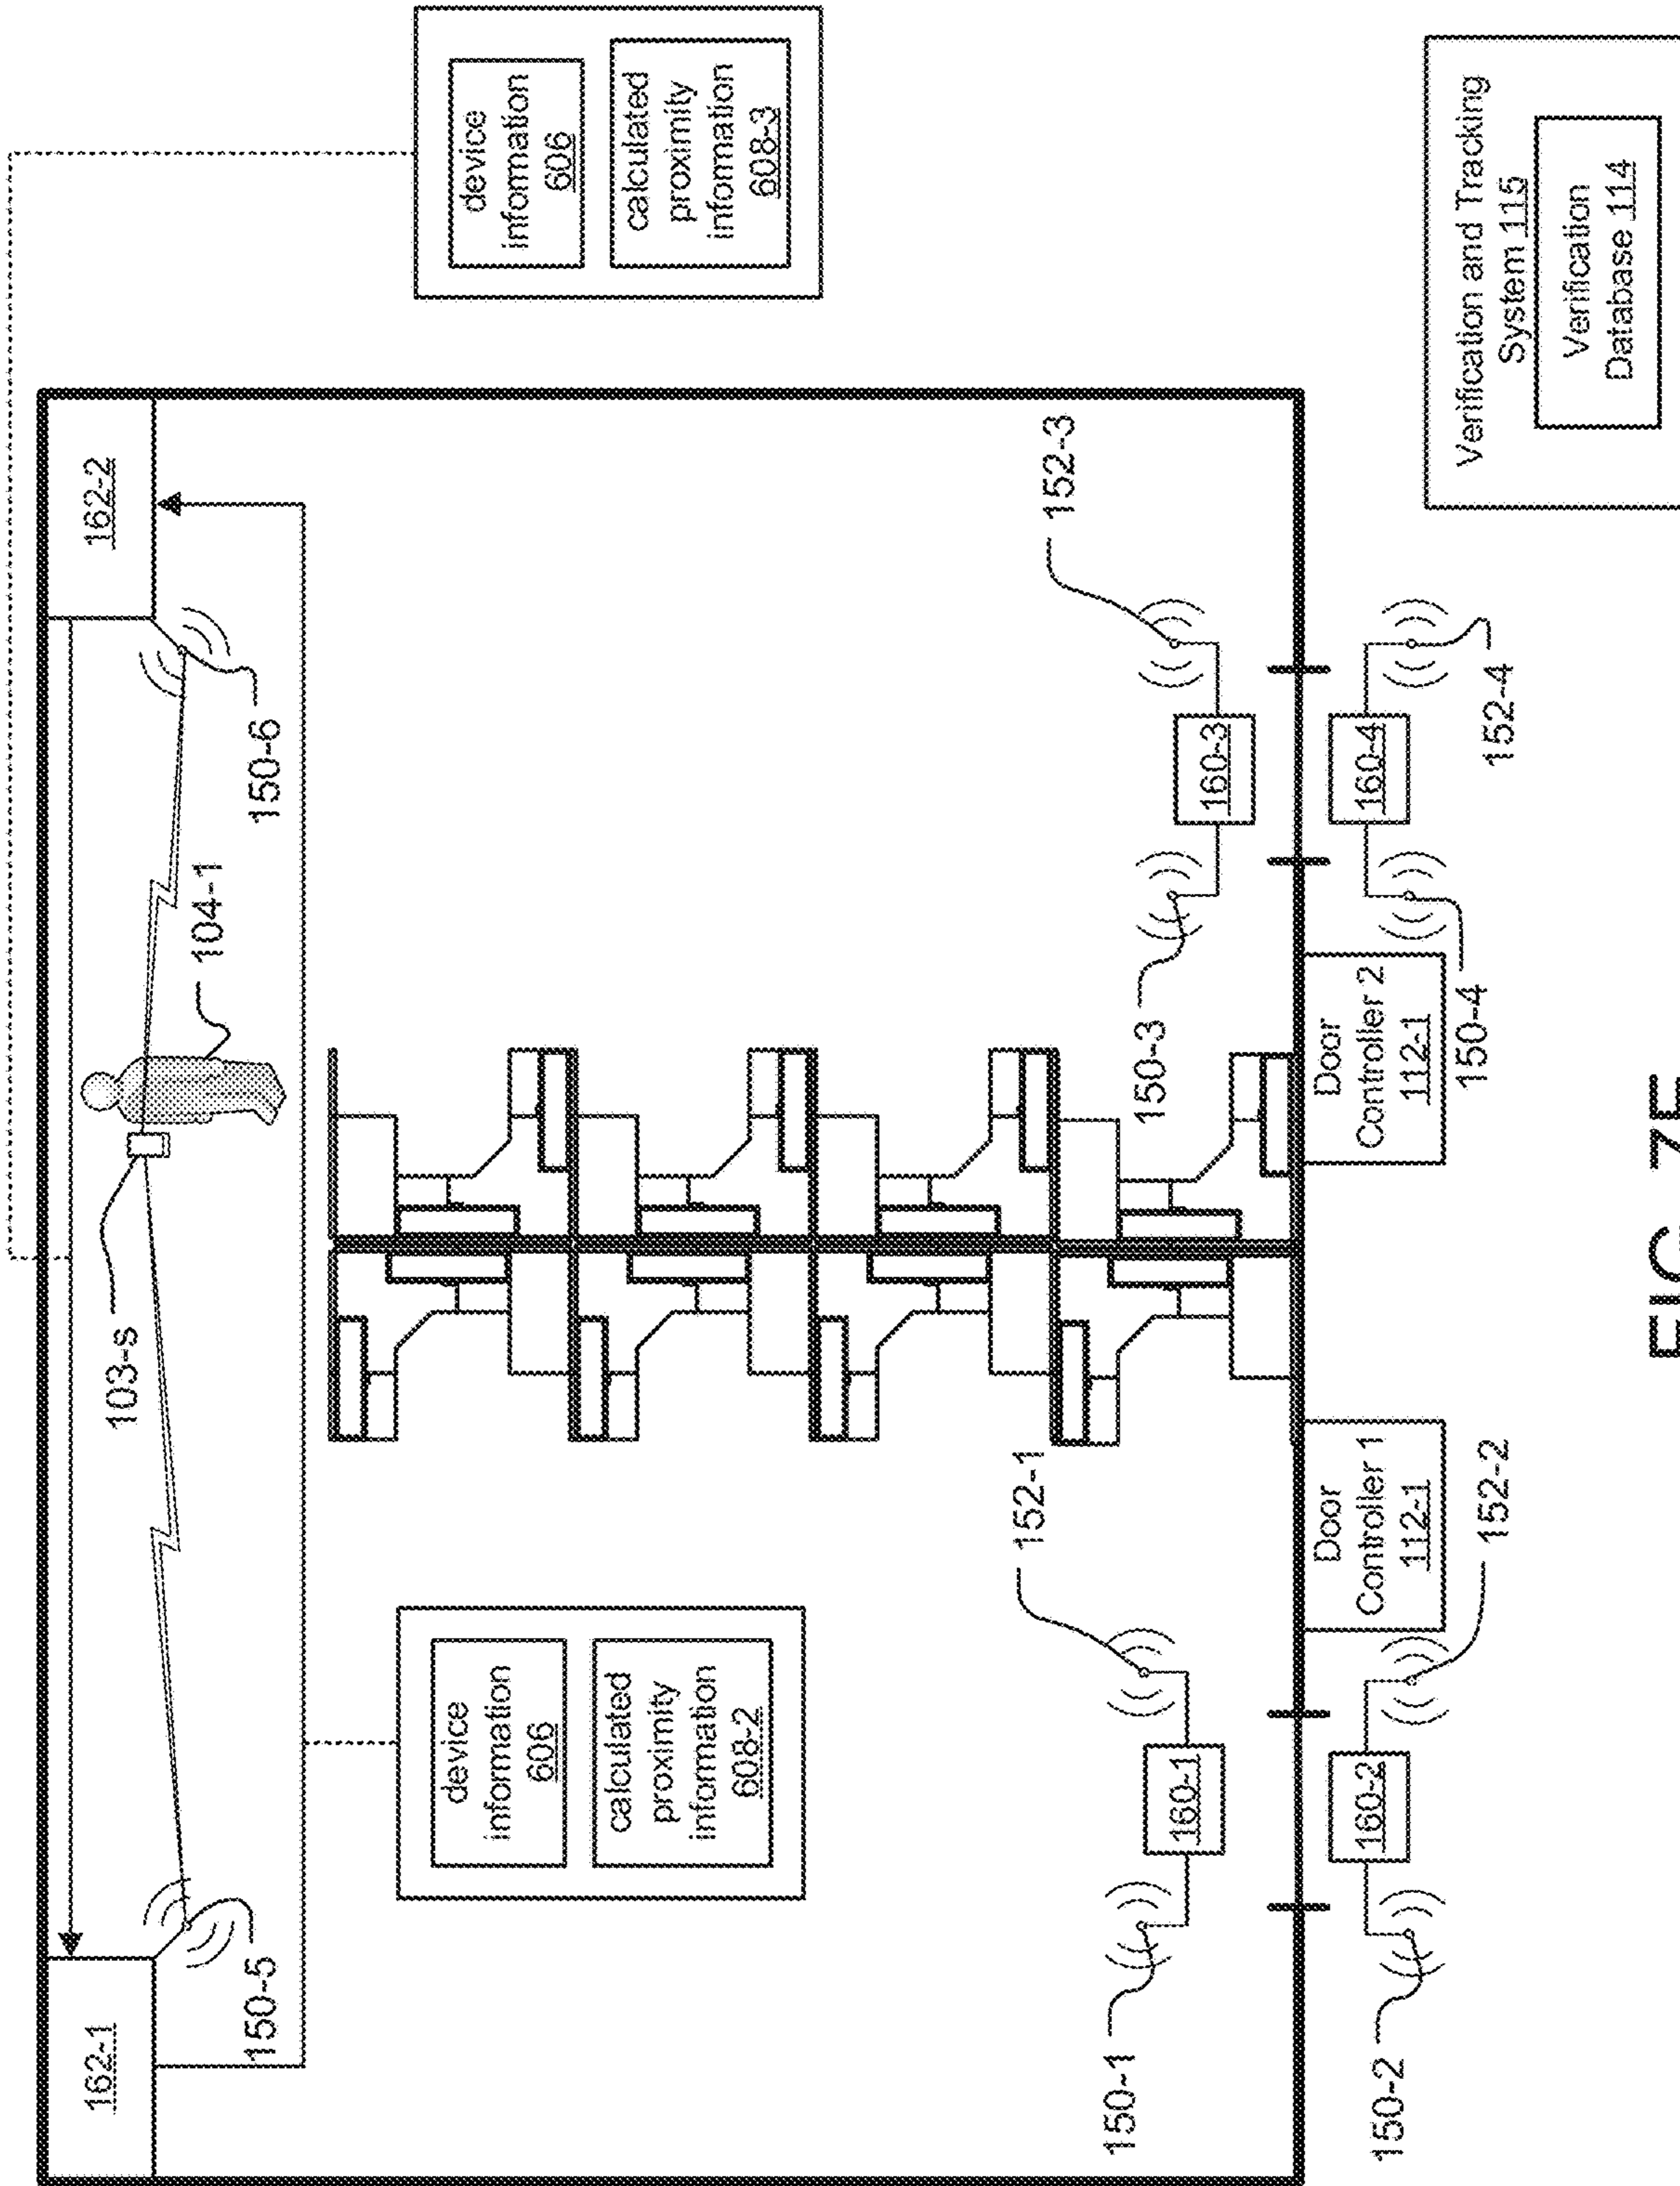 162-1
162-2
103-s
104-1
150-5
150-6
device
information
606
calculated
proximity
information
608-2
device
information
606
calculated
proximity
information
608-3
150-1
152-1
160-1
150-3
152-3
160-3
150-2
160-2
152-2
Door
Controller 1
112-1
Door
Controller 2
112-1
150-4
160-4
152-4
Verification and Tracking
System 115
Verification
Database 114
FIG